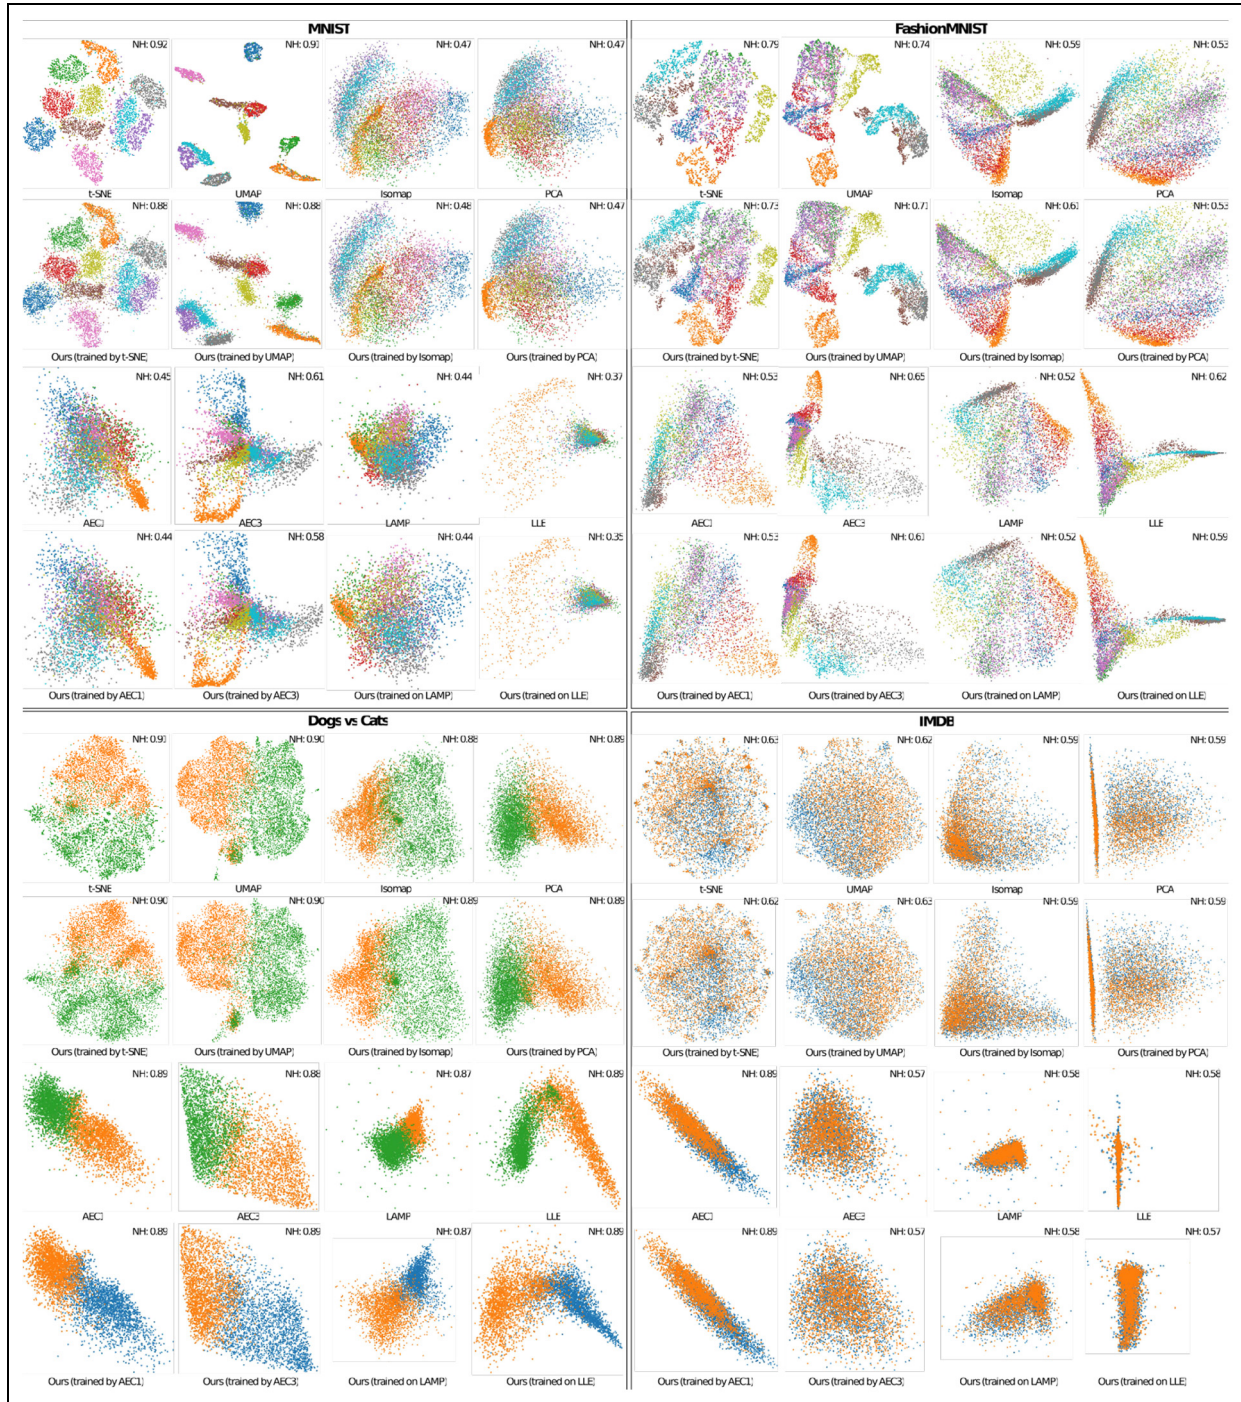 MNIST
NH: 0.92
NH: 0.91
NH: 0.47
NH: 0.47
t-SNE
UMAP
Isomap
PCA
NH: 0.88
NH: 0.88
NH: 0.48
NH: 0.47
Ours (trained by t-SNE)
Ours (trained by UMAP)
Ours (trained by Isomap)
Ours (trained by PCA)
NH: 0.45
NH: 0.61
NH: 0.44
NH: 0.37
AEC1
AEC3
LAMP
LLE
NH: 0.44
NH: 0.58
NH: 0.44
NH: 0.35
Ours (trained by AEC1)
Ours (trained by AEC3)
Ours (trained on LAMP)
Ours (trained on LLE)
FashionMNIST
NH: 0.79
NH: 0.74
NH: 0.59
NH: 0.53
t-SNE
UMAP
Isomap
PCA
NH: 0.73
NH: 0.71
NH: 0.61
NH: 0.53
Ours (trained by t-SNE)
Ours (trained by UMAP)
Ours (trained by Isomap)
Ours (trained by PCA)
NH: 0.53
NH: 0.65
NH: 0.52
NH: 0.62
AEC1
AEC3
LAMP
LLE
NH: 0.53
NH: 0.61
NH: 0.52
NH: 0.59
Ours (trained by AEC1)
Ours (trained by AEC3)
Ours (trained on LAMP)
Ours (trained on LLE)
Dogs vs Cats
NH: 0.91
NH: 0.90
NH: 0.88
NH: 0.89
t-SNE
UMAP
Isomap
PCA
NH: 0.90
NH: 0.90
NH: 0.89
NH: 0.89
Ours (trained by t-SNE)
Ours (trained by UMAP)
Ours (trained by Isomap)
Ours (trained by PCA)
NH: 0.89
NH: 0.88
NH: 0.87
NH: 0.89
AEC1
AEC3
LAMP
LLE
NH: 0.89
NH: 0.89
NH: 0.87
NH: 0.89
Ours (trained by AEC1)
Ours (trained by AEC3)
Ours (trained on LAMP)
Ours (trained on LLE)
IMDB
NH: 0.63
NH: 0.62
NH: 0.59
NH: 0.59
t-SNE
UMAP
Isomap
PCA
NH: 0.62
NH: 0.63
NH: 0.59
NH: 0.59
Ours (trained by t-SNE)
Ours (trained by UMAP)
Ours (trained by Isomap)
Ours (trained by PCA)
NH: 0.89
NH: 0.57
NH: 0.58
NH: 0.58
AEC1
AEC3
LAMP
LLE
NH: 0.89
NH: 0.57
NH: 0.58
NH: 0.57
Ours (trained by AEC1)
Ours (trained by AEC3)
Ours (trained on LAMP)
Ours (trained on LLE)